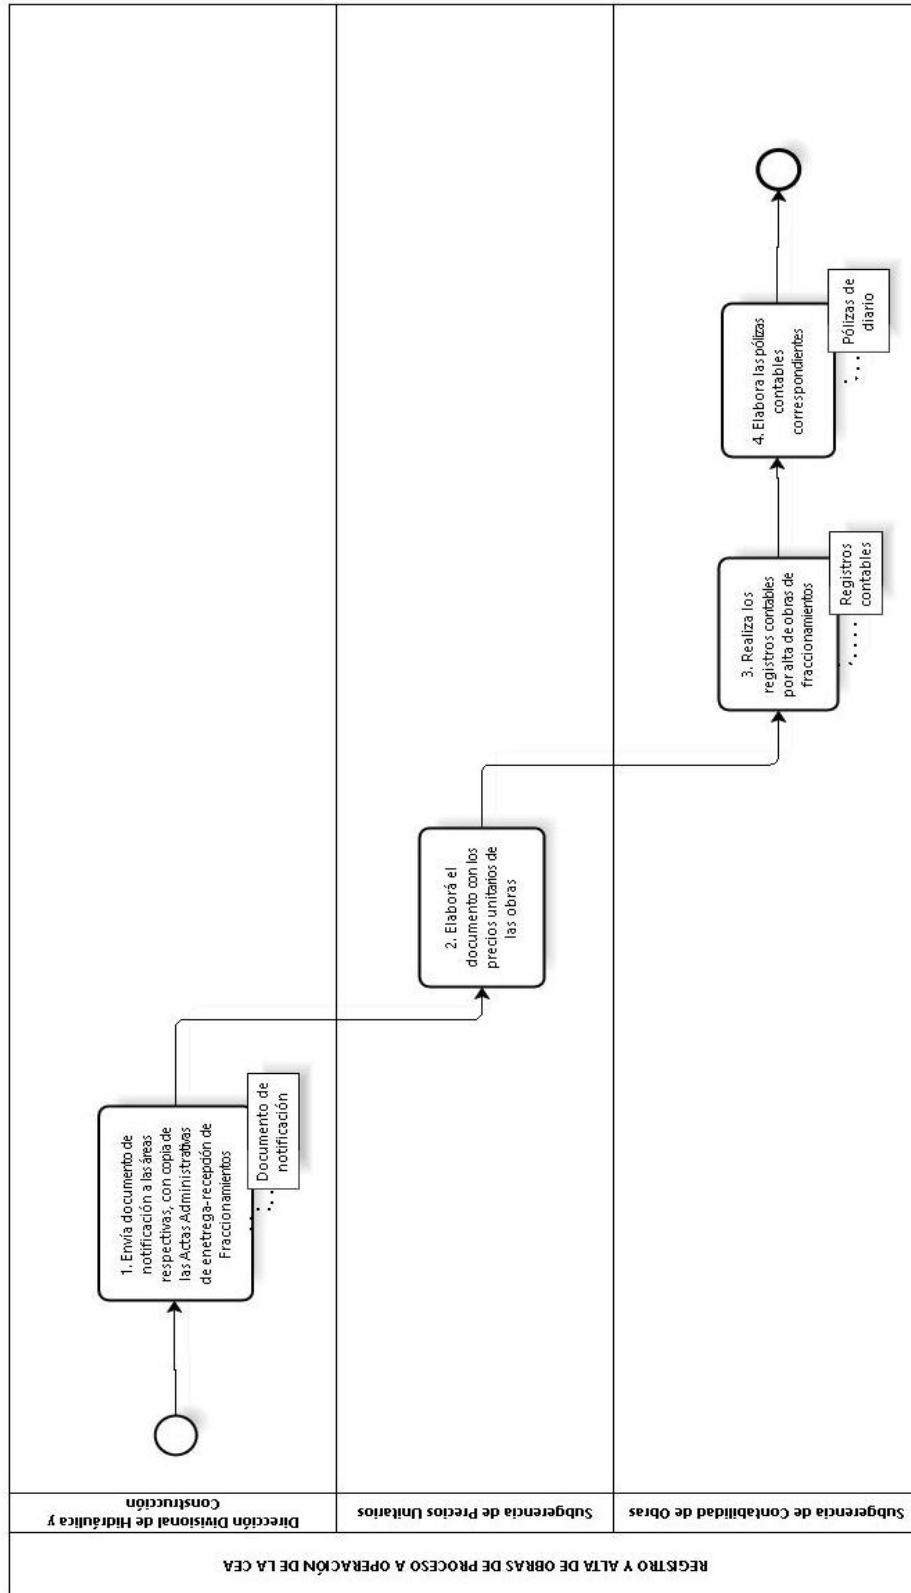 REGISTRO Y ALTA DE OBRAS DE PROCESO A OPERACIÓN DE LA CEA
Dirección Divisional de Hidráulica y
Construcción
1. Envía documento de
notificación a las áreas
respectivas, con copia de
las Actas Administrativas
de enetrega-recepción de
Fraccionamientos
Documento de
notificación
Subgerencia de Precios Unitarios
2. Elaborá el
documento con los
precios unitarios de
las obras
Subgerencia de Contabilidad de Obras
3. Realiza los
registros contables
por alta de obras de
fraccionamientos
Registros
contables
4. Elabora las pólizas
contables
correspondientes
Pólizas de
diario